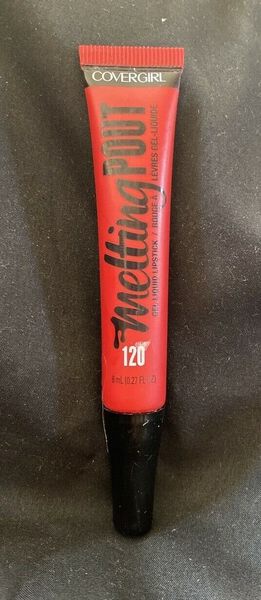 COVERGIRL
melting POUT
GEL LIQUID LIPSTICK / ROUGE À LÈVRES GEL-LIQUIDE
120
8 mL (0.27 FL. OZ.)